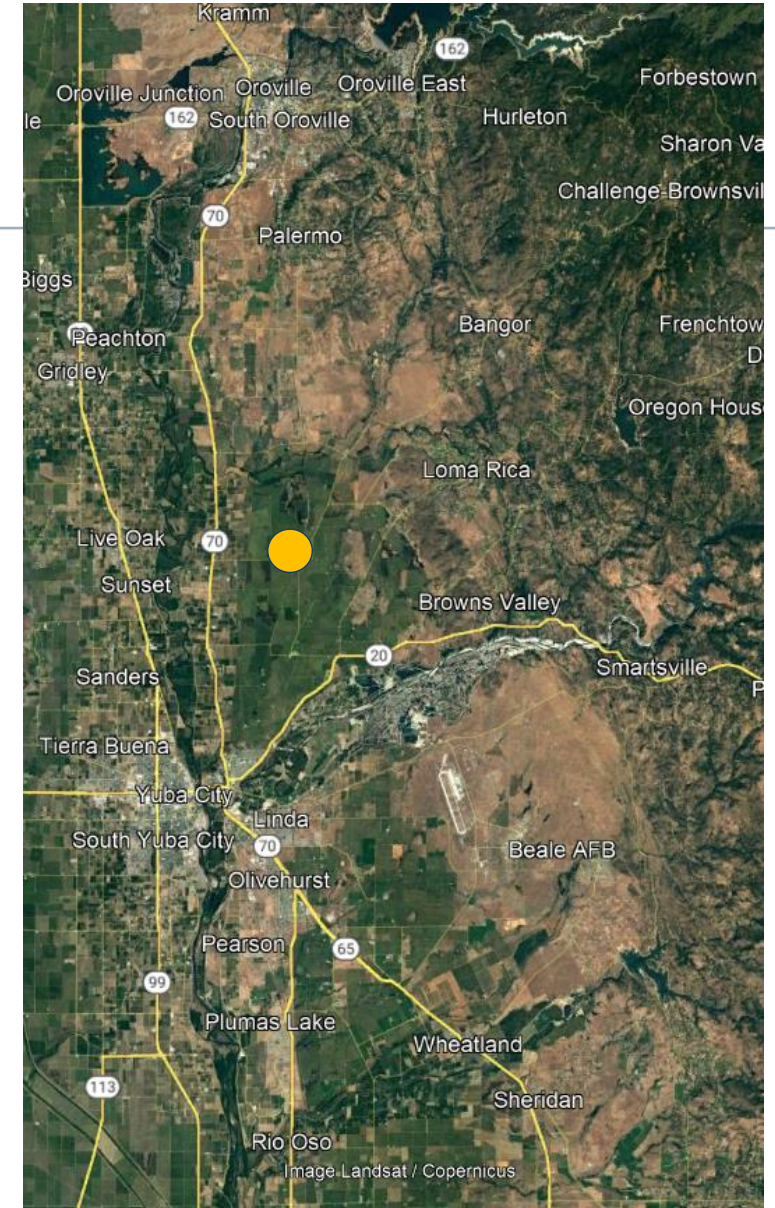 Kramm
162
Oroville Junction
Oroville
Oroville East
Forbestown
162
South Oroville
Hurleton
Sharon Va
Challenge-Brownsvil
70
Palermo
Biggs
Bangor
Frenchtow
Peachton
D
Gridley
Oregon Hous
Loma Rica
Live Oak
70
Sunset
Browns Valley
20
Smartsville
Sanders
P
Tierra Buena
Yuba City
Linda
South Yuba City
70
Beale AFB
Olivehurst
Pearson
65
99
Plumas Lake
Wheatland
113
Sheridan
Rio Oso
Image Landsat / Copernicus